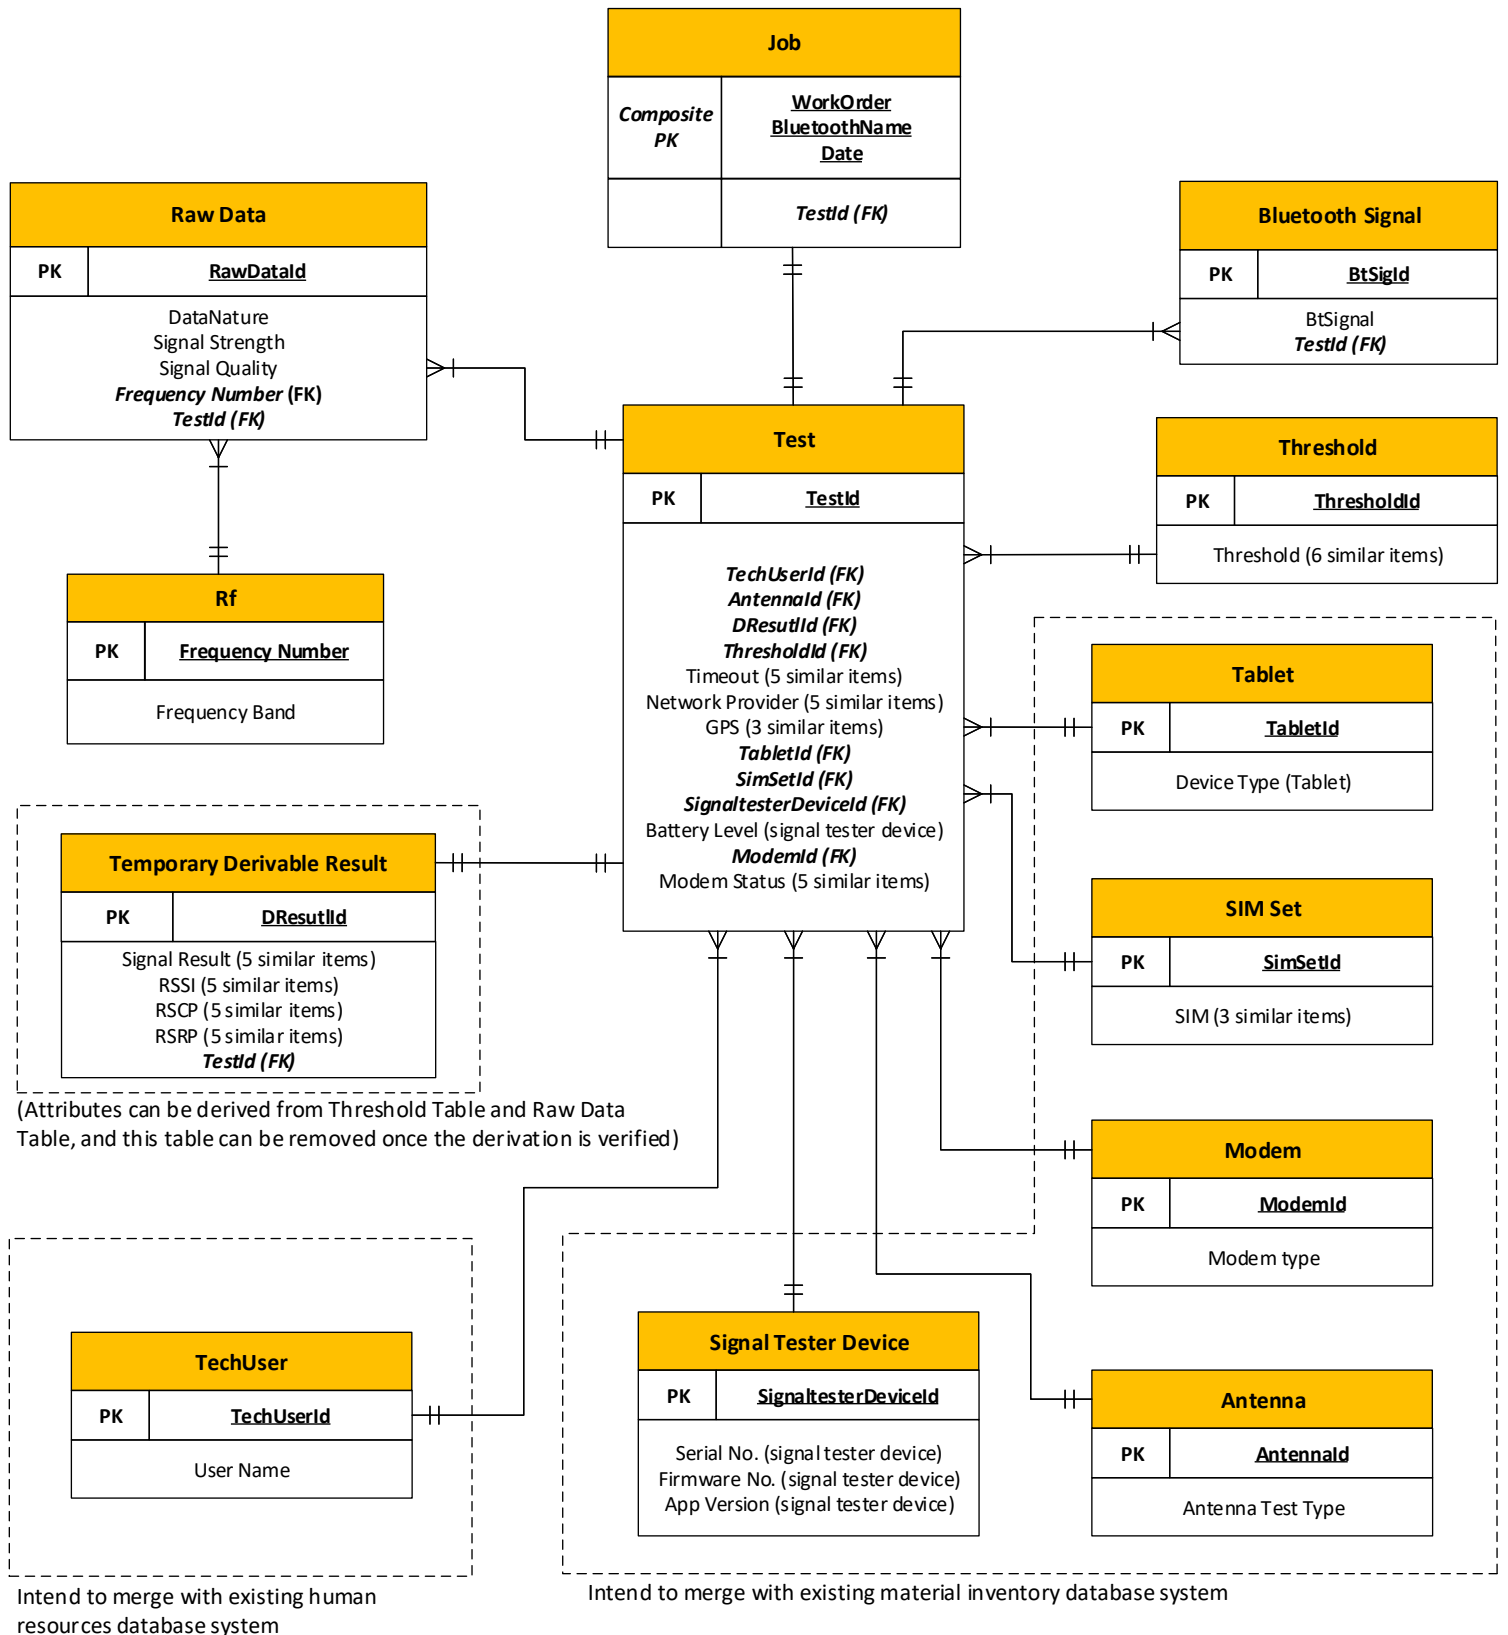 Job
Composite
PK
WorkOrder
BluetoothName
Date
TestId (FK)
Raw Data
PK
RawDataId
DataNature
Signal Strength
Signal Quality
Frequency Number (FK)
TestId (FK)
Bluetooth Signal
PK
BtSigId
BtSignal
TestId (FK)
Test
PK
TestId
TechUserId (FK)
AntennaId (FK)
DResutlId (FK)
ThresholdId (FK)
Timeout (5 similar items)
Network Provider (5 similar items)
GPS (3 similar items)
TabletId (FK)
SimSetId (FK)
SignaltesterDeviceId (FK)
Battery Level (signal tester device)
ModemId (FK)
Modem Status (5 similar items)
Threshold
PK
ThresholdId
Threshold (6 similar items)
Rf
PK
Frequency Number
Frequency Band
Tablet
PK
TabletId
Device Type (Tablet)
Temporary Derivable Result
PK
DResutlId
Signal Result (5 similar items)
RSSI (5 similar items)
RSCP (5 similar items)
RSRP (5 similar items)
TestId (FK)
(Attributes can be derived from Threshold Table and Raw Data
Table, and this table can be removed once the derivation is verified)
SIM Set
PK
SimSetId
SIM (3 similar items)
Modem
PK
ModemId
Modem type
TechUser
PK
TechUserId
User Name
Intend to merge with existing human
resources database system
Signal Tester Device
PK
SignaltesterDeviceId
Serial No. (signal tester device)
Firmware No. (signal tester device)
App Version (signal tester device)
Antenna
PK
AntennaId
Antenna Test Type
Intend to merge with existing material inventory database system